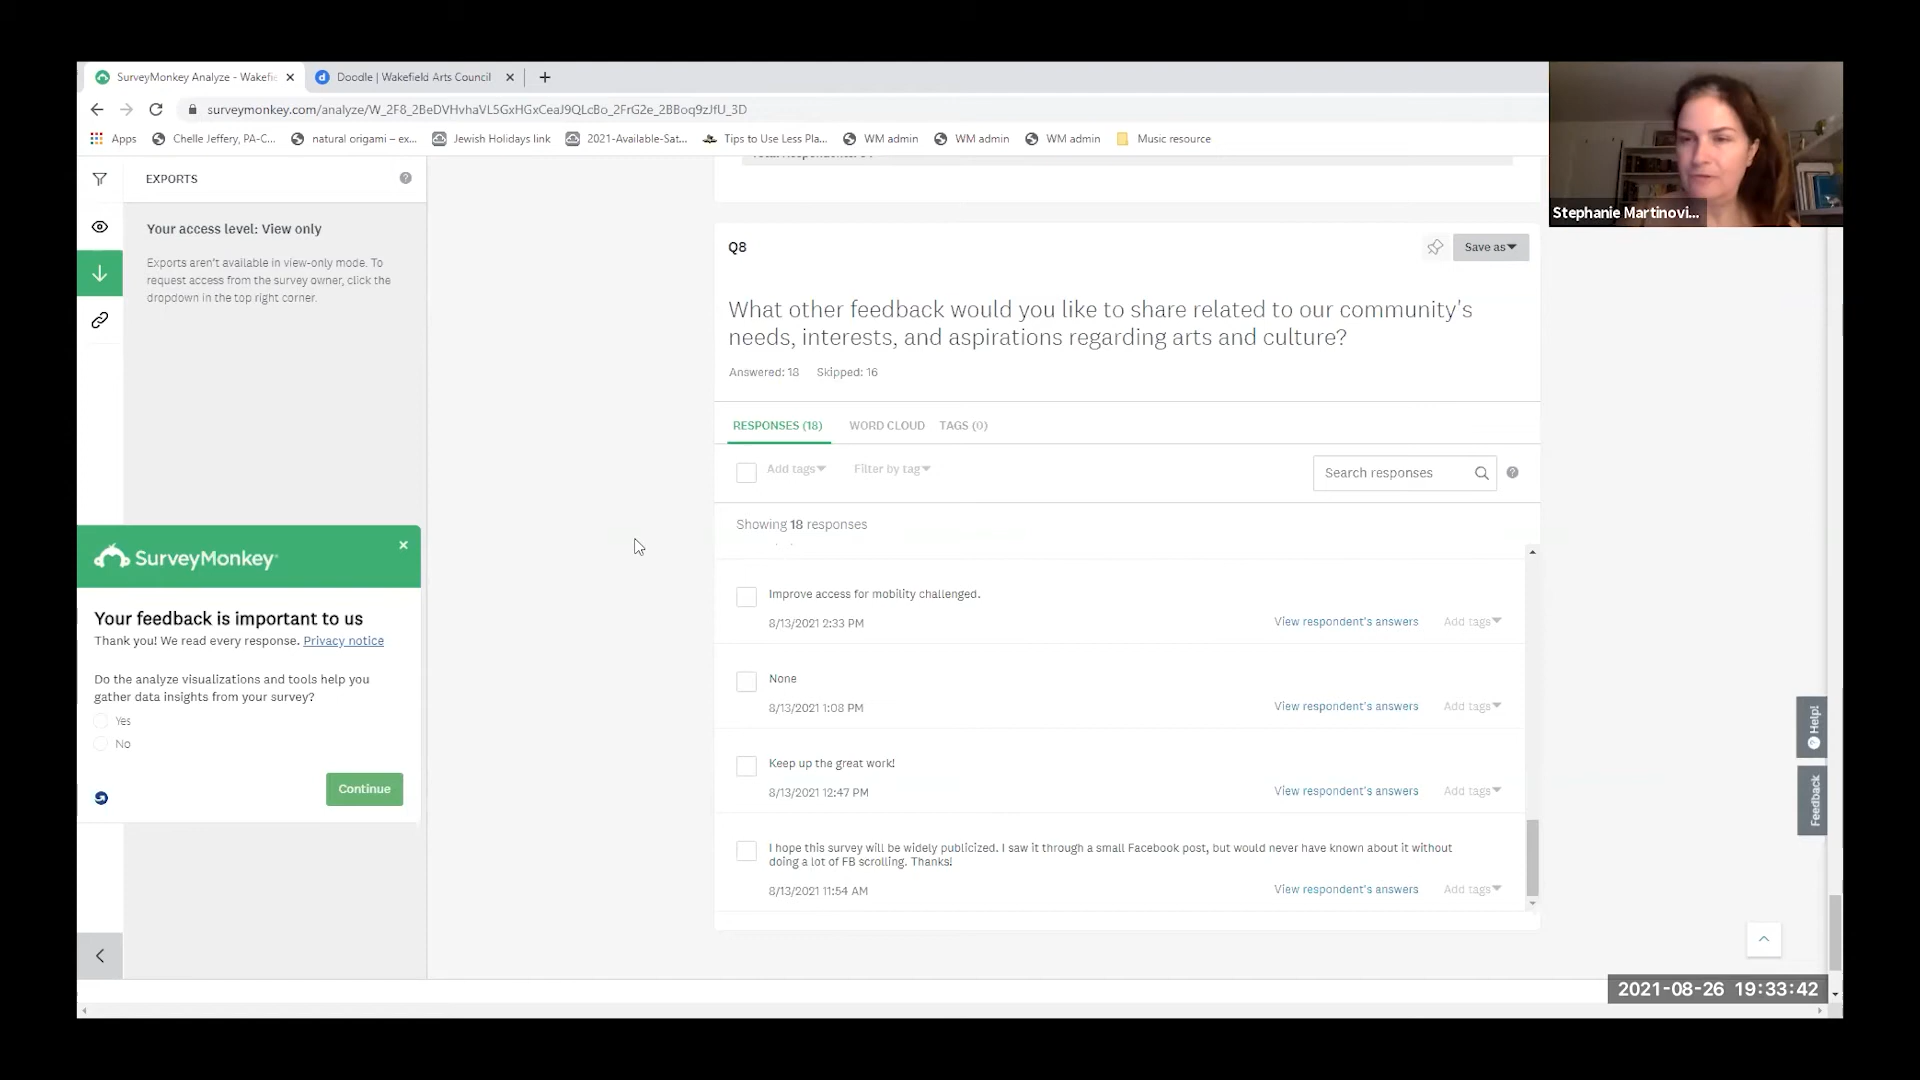 SurveyMonkey Analyze - Wakefie
Doodle | Wakefield Arts Council
surveymonkey.com/analyze/W_2F8_2BeDVHvhaVL5GxHGxCeaJ9QLcBo_2FrG2e_2BBoq9zJfU_3D
Apps
Chelle Jeffery, PA-C...
natural origami – ex...
Jewish Holidays link
2021-Available-Sat...
Tips to Use Less Pla...
WM admin
WM admin
WM admin
Music resource
Stephanie Martinovi...
EXPORTS
Your access level: View only
Exports aren't available in view-only mode. To
request access from the survey owner, click the
dropdown in the top right corner.
Q8
Save as
What other feedback would you like to share related to our community's
needs, interests, and aspirations regarding arts and culture?
Answered: 18 Skipped: 16
RESPONSES (18) WORD CLOUD TAGS (0)
Add tags Filter by tag
Search responses
Showing 18 responses
Improve access for mobility challenged.
8/13/2021 2:33 PM
View respondent's answers Add tags
None
8/13/2021 1:08 PM
View respondent's answers Add tags
Keep up the great work!
8/13/2021 12:47 PM
View respondent's answers Add tags
I hope this survey will be widely publicized. I saw it through a small Facebook post, but would never have known about it without
doing a lot of FB scrolling. Thanks!
8/13/2021 11:54 AM
View respondent's answers Add tags
SurveyMonkey
Your feedback is important to us
Thank you! We read every response. Privacy notice
Do the analyze visualizations and tools help you
gather data insights from your survey?
Yes
No
Continue
Help!
Feedback
2021-08-26 19:33:42